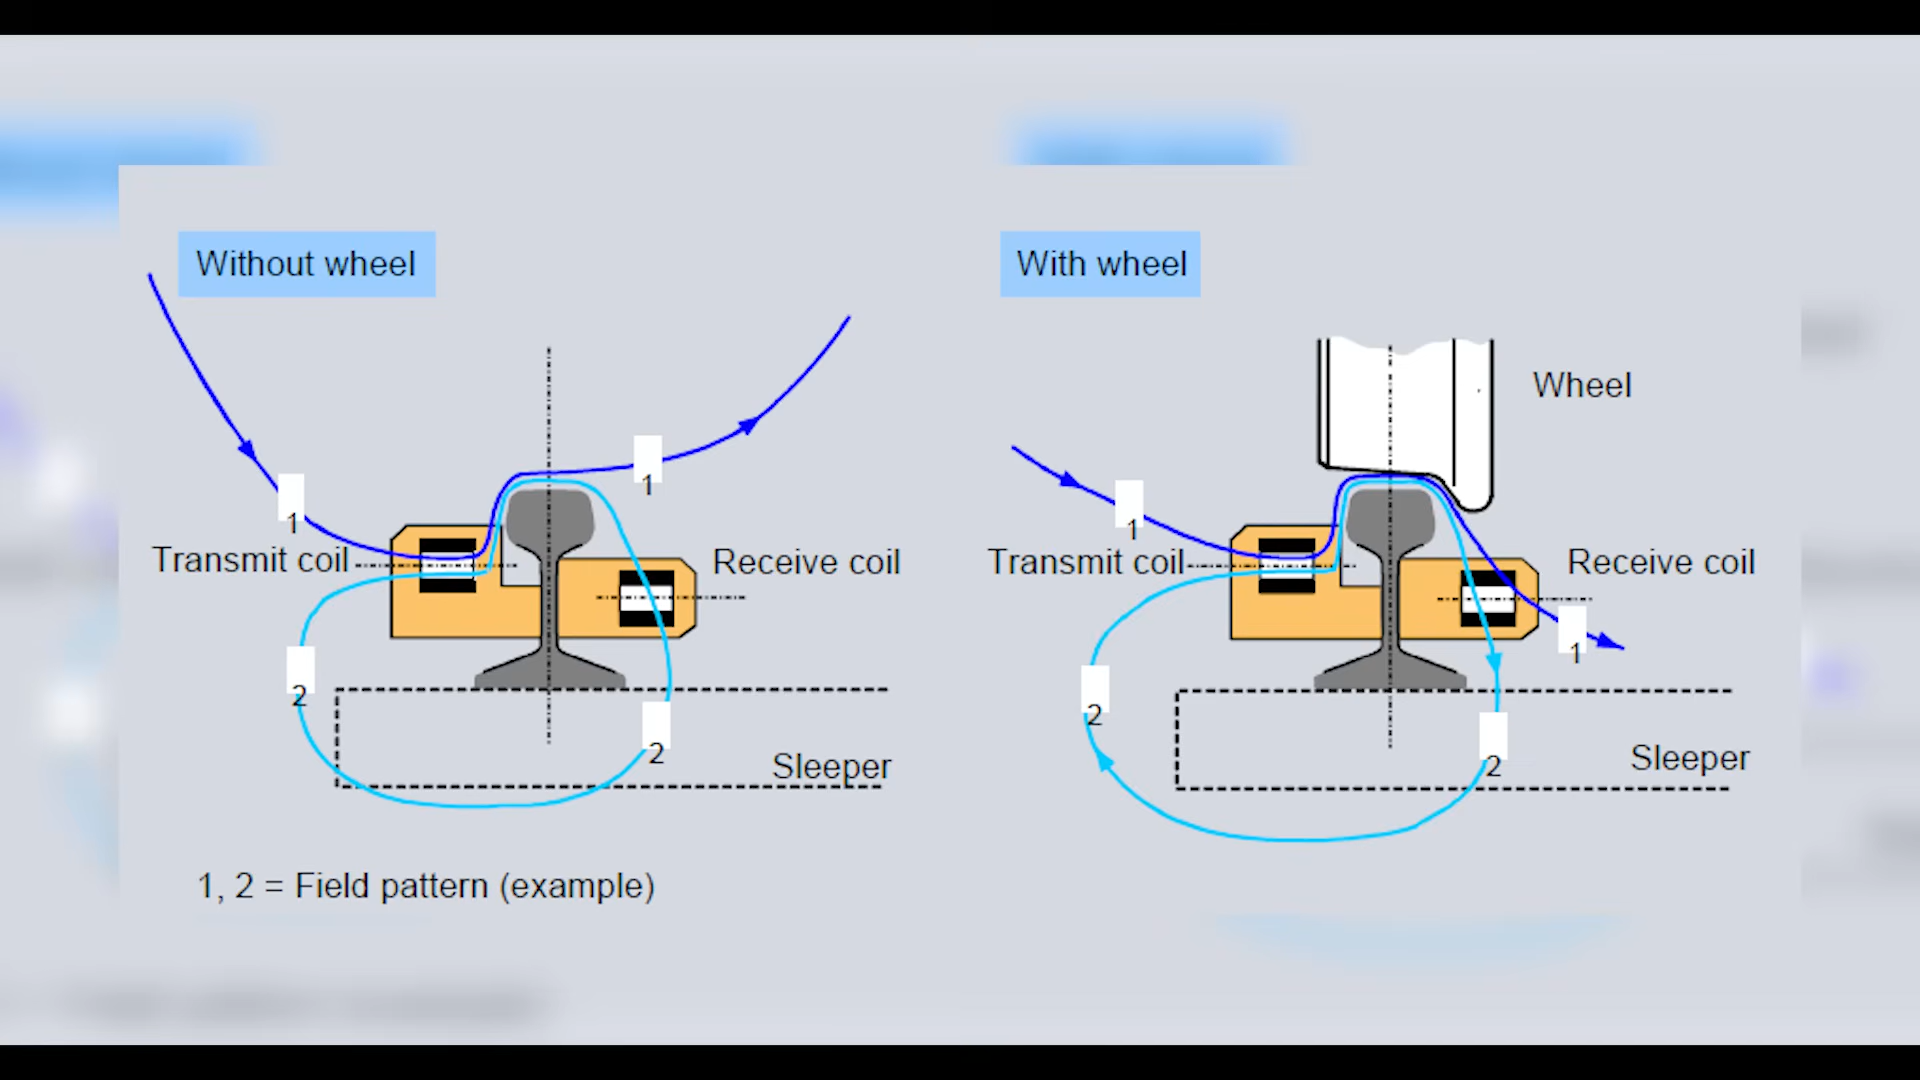 Without wheel
With wheel
Wheel
1
1
1
Transmit coil
Receive coil
Transmit coil
Receive coil
1
2
2
2
2
Sleeper
Sleeper
1, 2 = Field pattern (example)